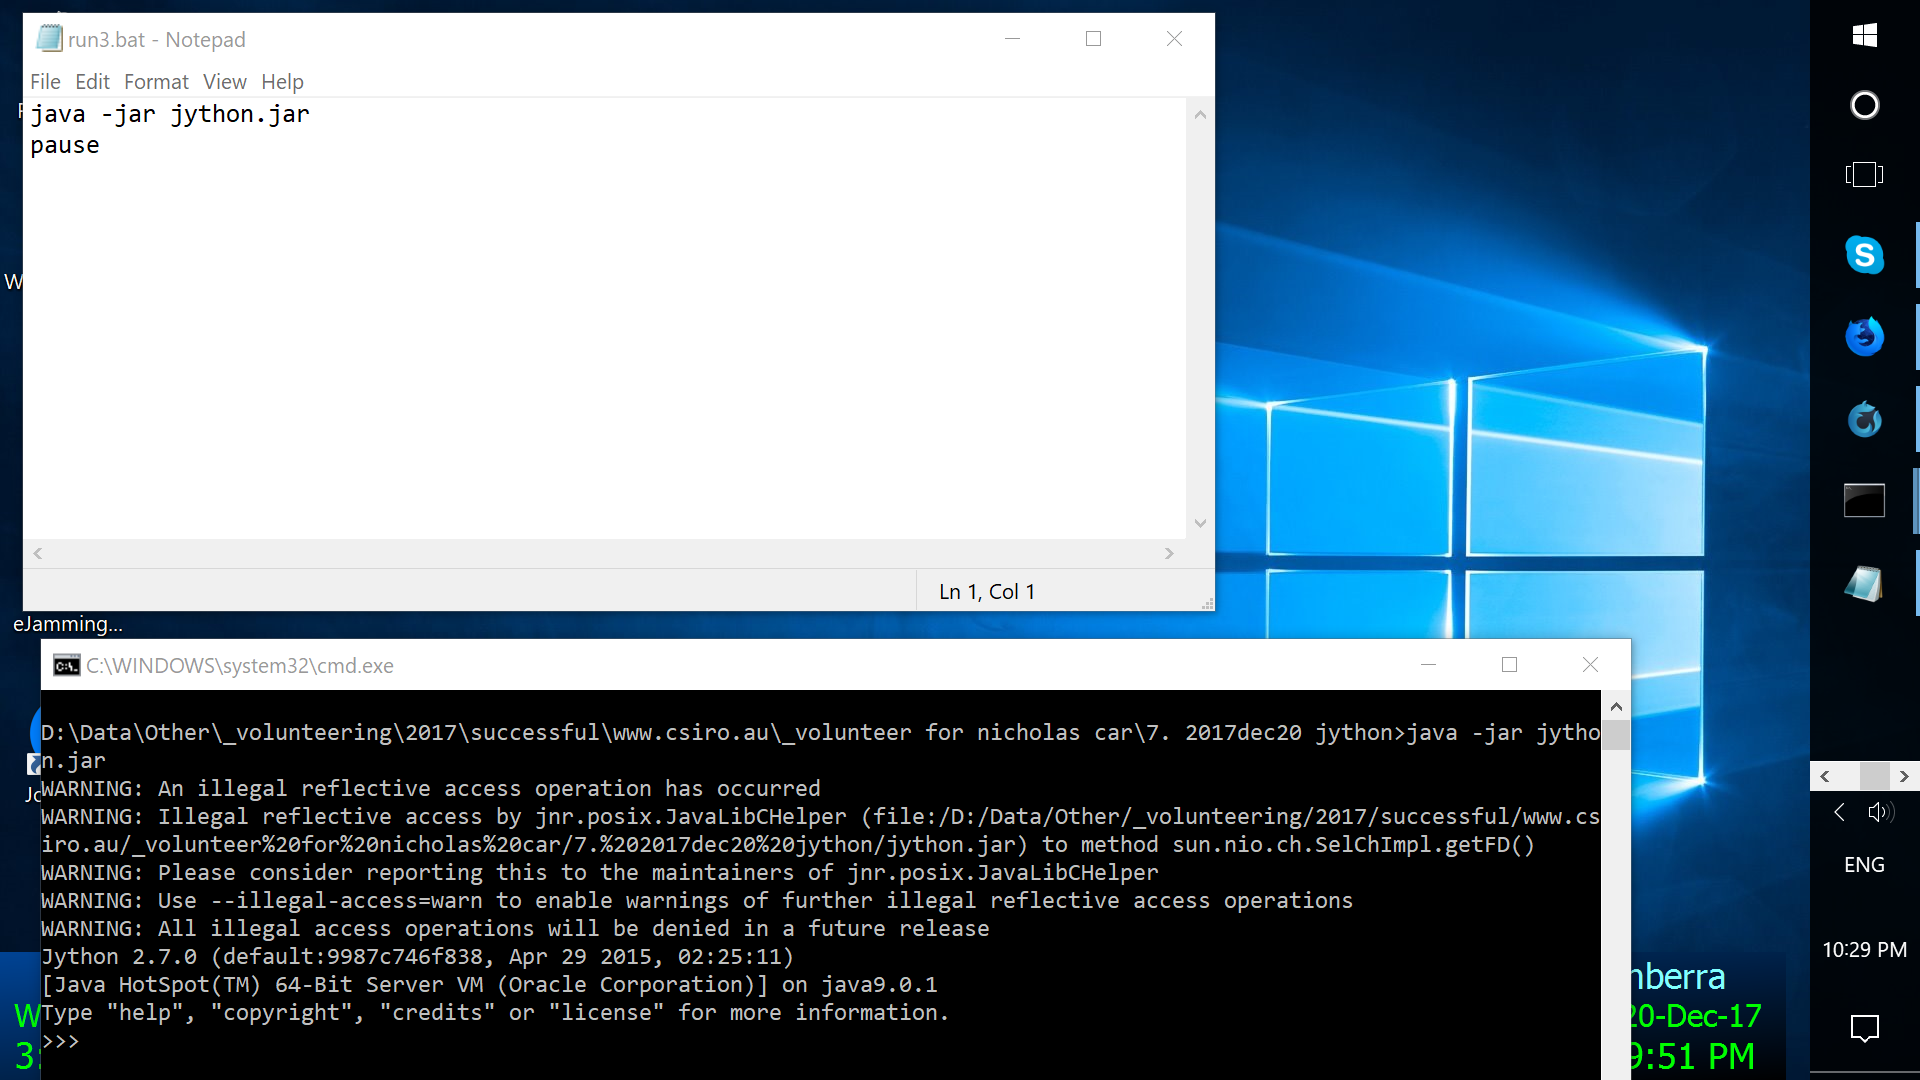 run3.bat - Notepad
File Edit Format View Help
java -jar jython.jar
pause
Ln 1, Col 1
eJamming...
C:\WINDOWS\system32\cmd.exe
D:\Data\Other\_volunteering\2017\successful\www.csiro.au\_volunteer for nicholas car\7. 2017dec20 jython>java -jar jytho
n.jar
WARNING: An illegal reflective access operation has occurred
WARNING: Illegal reflective access by jnr.posix.JavaLibCHelper (file:/D:/Data/Other/_volunteering/2017/successful/www.cs
iro.au/_volunteer%20for%20nicholas%20car/7.%202017dec20%20jython/jython.jar) to method sun.nio.ch.SelChImpl.getFD()
WARNING: Please consider reporting this to the maintainers of jnr.posix.JavaLibCHelper
WARNING: Use --illegal-access=warn to enable warnings of further illegal reflective access operations
WARNING: All illegal access operations will be denied in a future release
Jython 2.7.0 (default:9987c746f838, Apr 29 2015, 02:25:11)
[Java HotSpot(TM) 64-Bit Server VM (Oracle Corporation)] on java9.0.1
Type "help", "copyright", "credits" or "license" for more information.
>>>
nberra
20-Dec-17
9:51 PM
ENG
10:29 PM